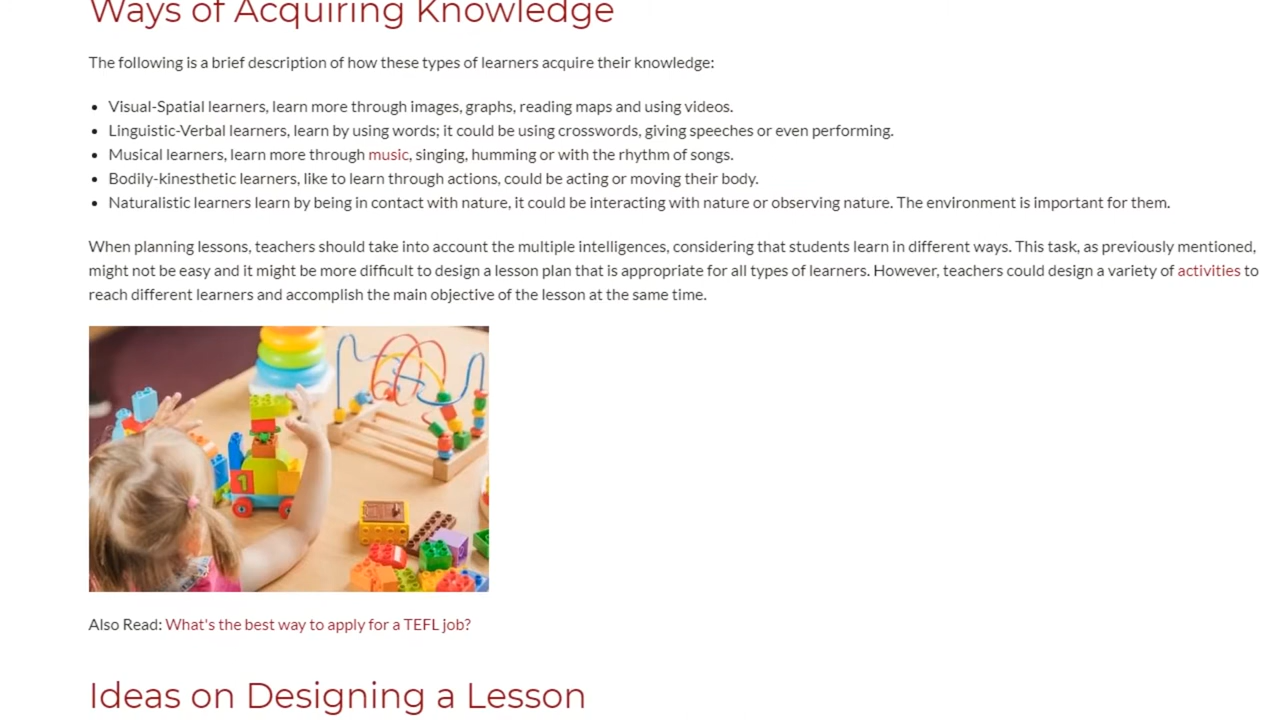 Ways of Acquiring Knowledge
The following is a brief description of how these types of learners acquire their knowledge:
• Visual-Spatial learners, learn more through images, graphs, reading maps and using videos.
• Linguistic-Verbal learners, learn by using words; it could be using crosswords, giving speeches or even performing.
• Musical learners, learn more through music, singing, humming or with the rhythm of songs.
• Bodily-kinesthetic learners, like to learn through actions, could be acting or moving their body.
• Naturalistic learners learn by being in contact with nature, it could be interacting with nature or observing nature. The environment is important for them.
When planning lessons, teachers should take into account the multiple intelligences, considering that students learn in different ways. This task, as previously mentioned,
might not be easy and it might be more difficult to design a lesson plan that is appropriate for all types of learners. However, teachers could design a variety of activities to
reach different learners and accomplish the main objective of the lesson at the same time.
1
Also Read: What's the best way to apply for a TEFL job?
Ideas on Designing a Lesson